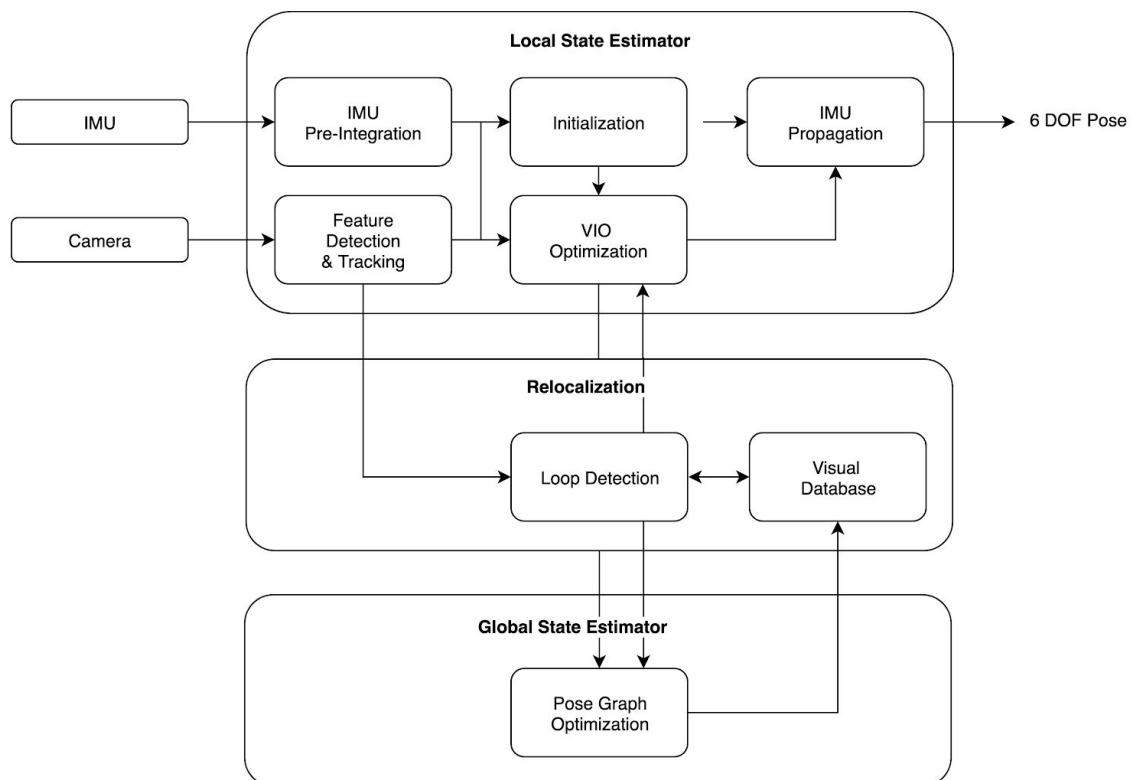 Local State Estimator
IMU
IMU
Pre-Integration
Initialization
IMU
Propagation
6 DOF Pose
Camera
Feature
Detection
& Tracking
VIO
Optimization
Relocalization
Loop Detection
Visual
Database
Global State Estimator
Pose Graph
Optimization